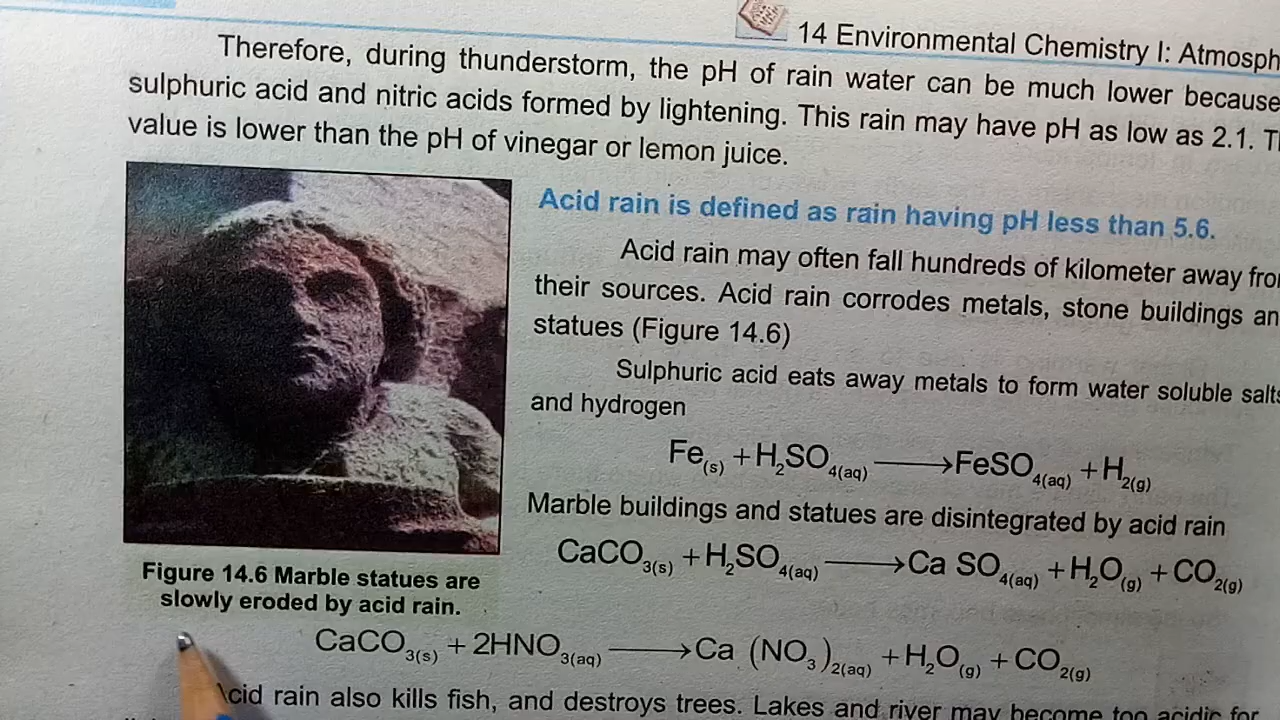 14 Environmental Chemistry I: Atmosph
Therefore, during thunderstorm, the pH of rain water can be much lower because
sulphuric acid and nitric acids formed by lightening. This rain may have pH as low as 2.1. T
value is lower than the pH of vinegar or lemon juice.
Acid rain is defined as rain having pH less than 5.6.
Acid rain may often fall hundreds of kilometer away fro
their sources. Acid rain corrodes metals, stone buildings an
statues (Figure 14.6)
Sulphuric acid eats away metals to form water soluble salts
and hydrogen
Fe(s) + H2SO4(aq) ⟶ FeSO4(aq) + H2(g)
Marble buildings and statues are disintegrated by acid rain
CaCO3(s) + H2SO4(aq) ⟶ Ca SO4(aq) + H2O(g) + CO2(g)
Figure 14.6 Marble statues are
slowly eroded by acid rain.
CaCO3(s) + 2HNO3(aq) ⟶ Ca (NO3)2(aq) + H2O(g) + CO2(g)
Acid rain also kills fish, and destroys trees. Lakes and river may become too acidic for